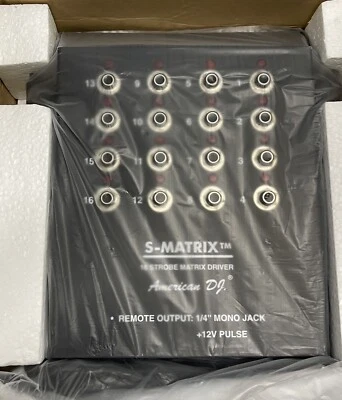 13 9 5 1
14 10 6 2
15 11 7 3
16 12 8 4
S-MATRIX™
16 STROBE MATRIX DRIVER
American DJ®
• REMOTE OUTPUT: 1/4" MONO JACK
+12V PULSE